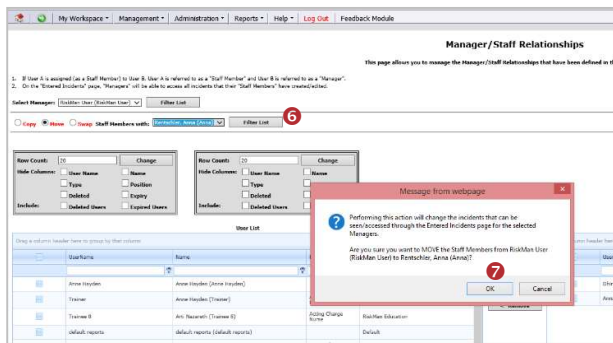 My Workspace Management Administration Reports Help Log Out Feedback Module
Manager/Staff Relationships
This page allows you to manage the Manager/Staff Relationships that have been defined in th
1. If User A is assigned (as a Staff Member) to User B. User A is referred to as a "Staff Member" and User B is referred to as a "Manager".
2. On the "Entered Incidents" page, "Managers" will be able to access all incidents that their "Staff Members" have created/edited.
Select Manager: RiskMan User (RiskMan User) Filter List
Copy Move Swap Staff Members with: Rentschler, Anna (Anna) Filter List
6
Row Count: 20 Change Row Count: 20 Change
Hide Columns: User Name Name Hide Columns: User Name Name
Type Position Type
Deleted Expiry Deleted
Include: Deleted Users Expired Users Include: Deleted Users
Message from webpage
Performing this action will change the incidents that can be
seen/accessed through the Entered Incidents page for the selected
Managers.
Are you sure you want to MOVE the Staff Members from RiskMan User
(RiskMan User) to Rentschler, Anna (Anna)?
7
OK Cancel
User List
Drag a column header here to group by that column
UserName Name
Anne Hayden Anne Hayden (Anne Hayden)
Trainer Anne Hayden (Trainer)
Trainee 8 Ark Nazareth (Trainee 8) Acting Charge Nurse RiskMan Education
default reports default reports (default reports) Default